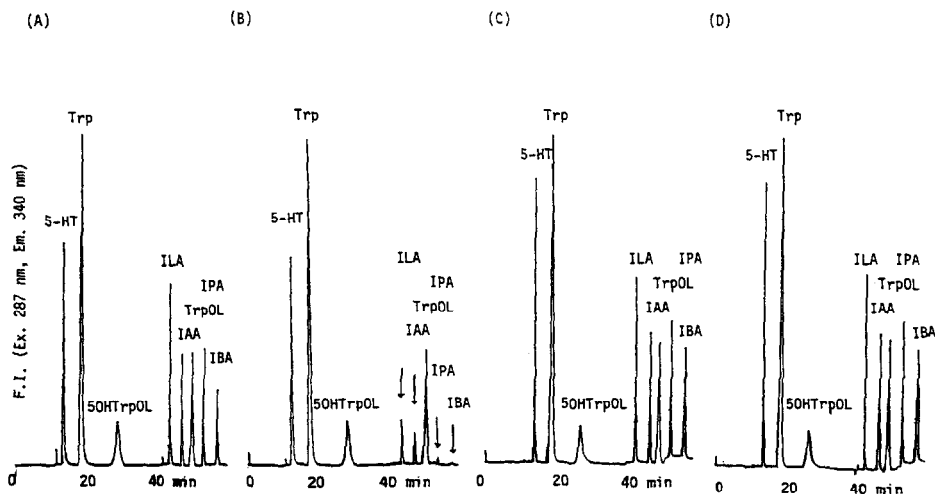 (A)
(B)
(C)
(D)
F.I. (Ex. 287 nm, Em. 340 nm)
5-HT
Trp
5OHTrpOL
ILA
IAA
TrpOL
IPA
IBA
0 20 40 min
5-HT
Trp
5OHTrpOL
ILA
IPA
TrpOL
IAA
IPA
IBA
0 20 40 min
5-HT
Trp
5OHTrpOL
ILA
IPA
TrpOL
IAA
IBA
0 20 40 min
5-HT
Trp
5OHTrpOL
ILA
IPA
TrpOL
IAA
IBA
0 20 40 min